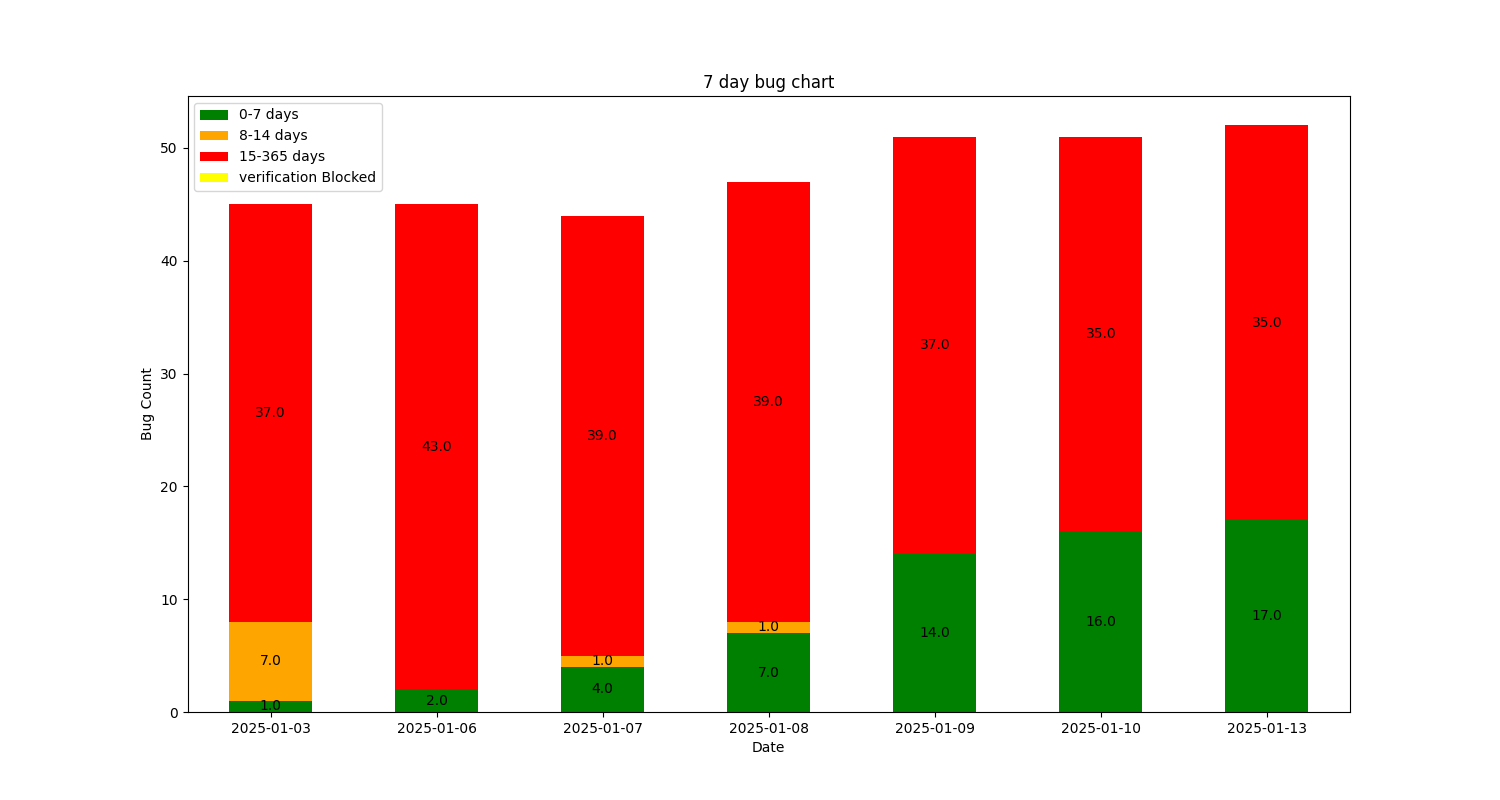 7 day bug chart
0-7 days
8-14 days
15-365 days
verification Blocked
50
40
30
20
10
0
Bug Count
37.0
43.0
39.0
39.0
37.0
35.0
35.0
7.0
1.0
1.0
1.0
2.0
4.0
7.0
14.0
16.0
17.0
2025-01-03 2025-01-06 2025-01-07 2025-01-08 2025-01-09 2025-01-10 2025-01-13
Date